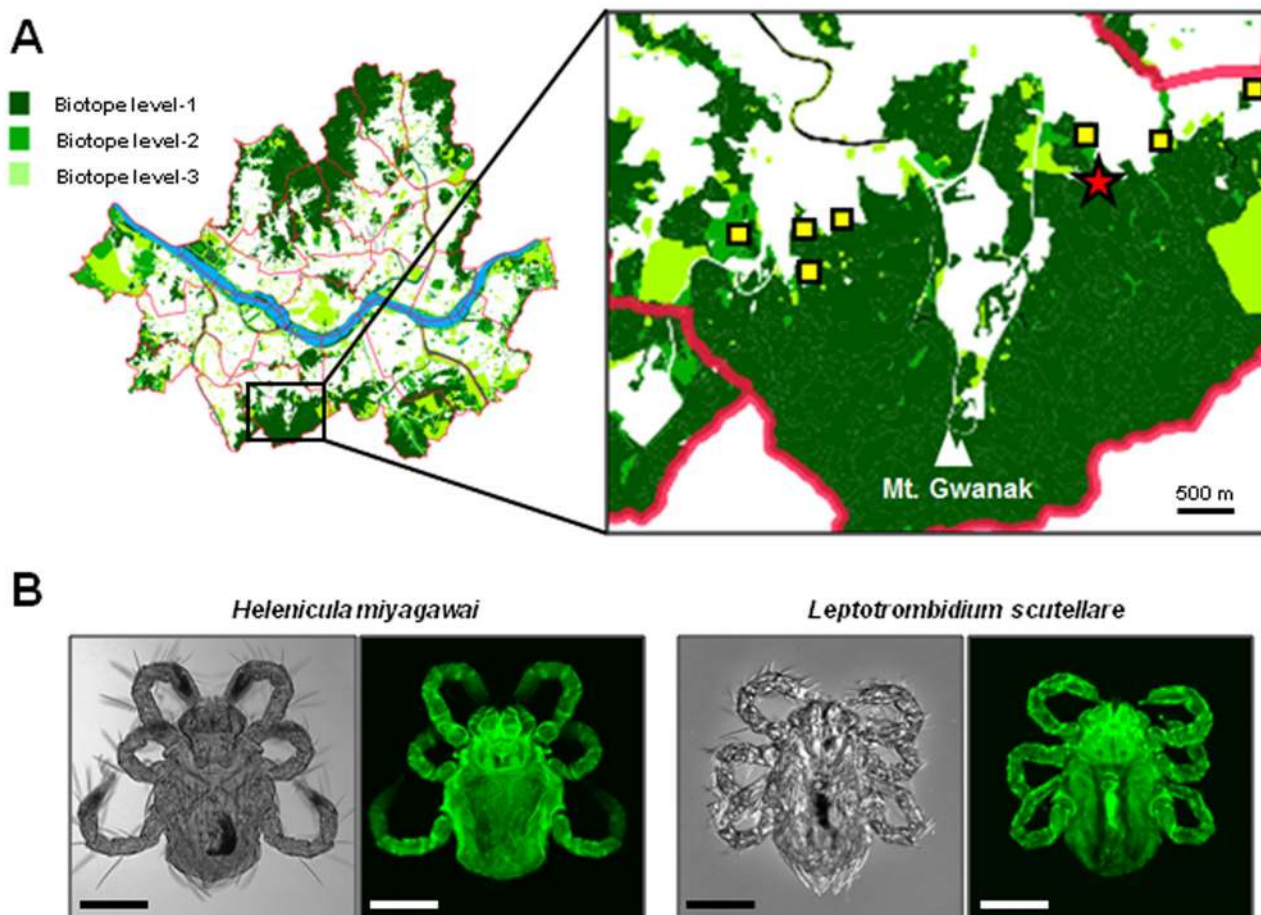 A
Biotope level-1
Biotope level-2
Biotope level-3
Mt. Gwanak
500 m
B
Helenicula miyagawai
Leptotrombidium scutellare